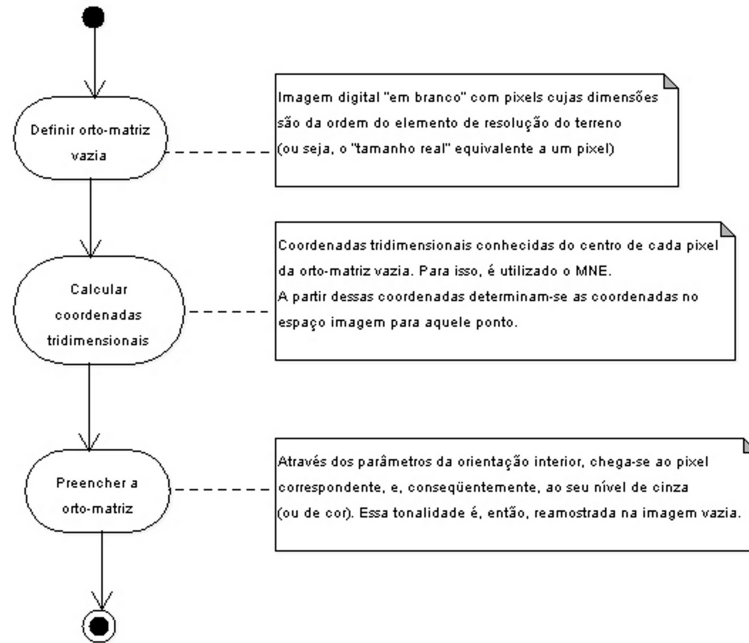 Definir orto-matriz
vazia
Imagem digital "em branco" com pixels cujas dimensões
são da ordem do elemento de resolução do terreno
(ou seja, o "tamanho real" equivalente a um pixel)
Calcular
coordenadas
tridimensionais
Coordenadas tridimensionais conhecidas do centro de cada pixel
da orto-matriz vazia. Para isso, é utilizado o MNE.
A partir dessas coordenadas determinam-se as coordenadas no
espaço imagem para aquele ponto.
Preencher a
orto-matriz
Através dos parâmetros da orientação interior, chega-se ao pixel
correspondente, e, conseqüentemente, ao seu nível de cinza
(ou de cor). Essa tonalidade é, então, reamostrada na imagem vazia.